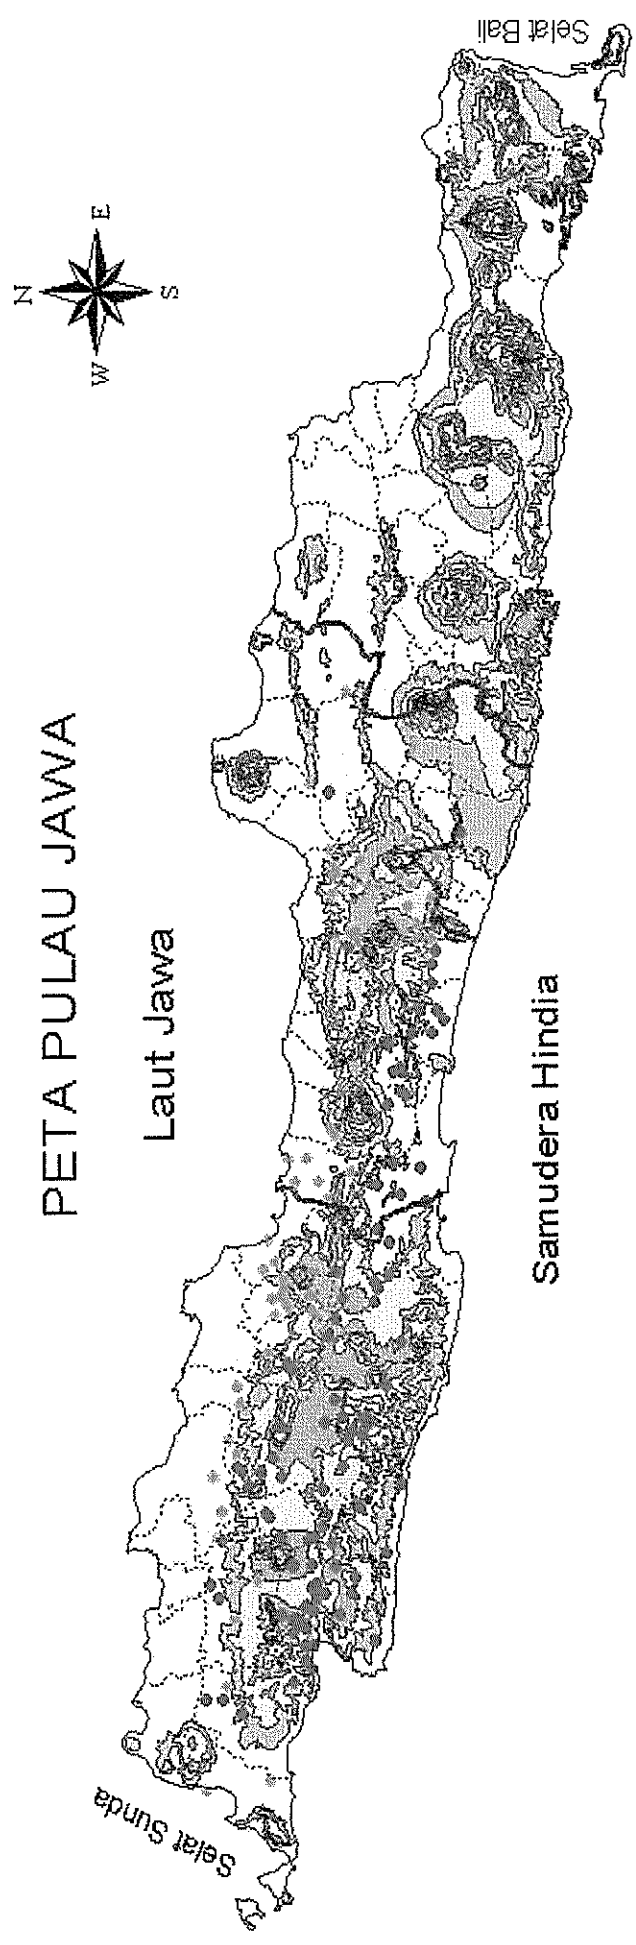 PETA PULAU JAWA
N
W
E
S
Laut Jawa
Selat Sunda
Selat Bali
Samudera Hindia